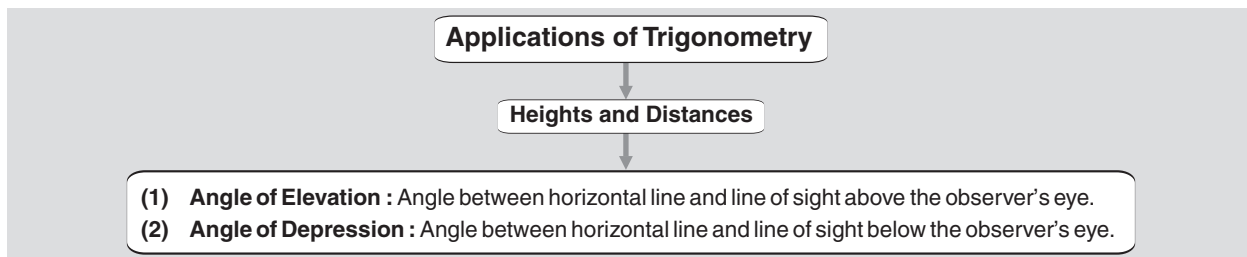 Applications of Trigonometry
Heights and Distances
(1) Angle of Elevation : Angle between horizontal line and line of sight above the observer’s eye.
(2) Angle of Depression : Angle between horizontal line and line of sight below the observer’s eye.